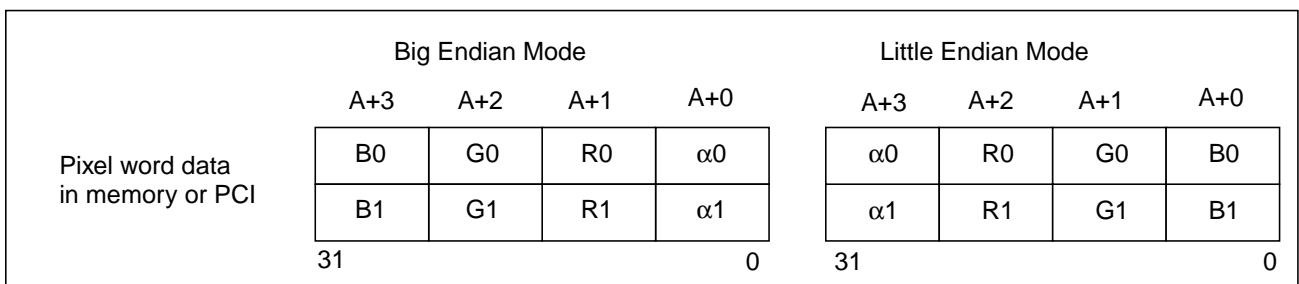 Big Endian Mode Little Endian Mode
A+3 A+2 A+1 A+0 A+3 A+2 A+1 A+0
Pixel word data
in memory or PCI
B0 G0 R0 α0 α0 R0 G0 B0
B1 G1 R1 α1 α1 R1 G1 B1
31 0 31 0